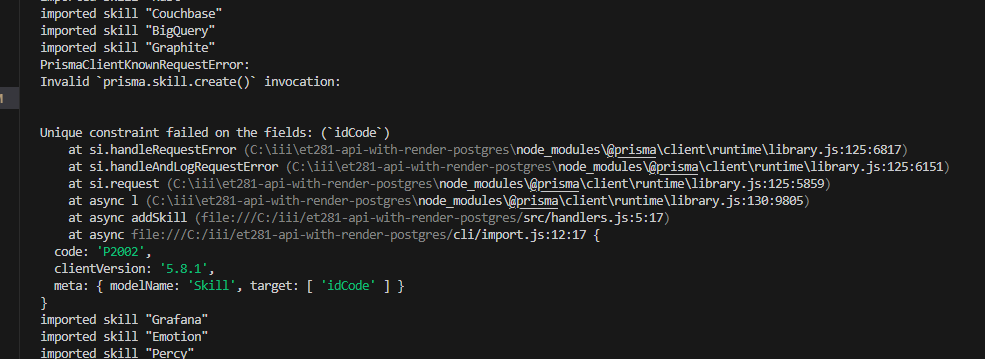 imported skill "Couchbase"
imported skill "BigQuery"
imported skill "Graphite"
PrismaClientKnownRequestError:
Invalid `prisma.skill.create()` invocation:
Unique constraint failed on the fields: (`idCode`)
    at si.handleRequestError (C:\iii\et281-api-with-render-postgres\node_modules\@prisma\client\runtime\library.js:125:6817)
    at si.handleAndLogRequestError (C:\iii\et281-api-with-render-postgres\node_modules\@prisma\client\runtime\library.js:125:6151)
    at si.request (C:\iii\et281-api-with-render-postgres\node_modules\@prisma\client\runtime\library.js:125:5859)
    at async l (C:\iii\et281-api-with-render-postgres\node_modules\@prisma\client\runtime\library.js:130:9805)
    at async addSkill (file:///C:/iii/et281-api-with-render-postgres/src/handlers.js:5:17)
    at async file:///C:/iii/et281-api-with-render-postgres/cli/import.js:12:17 {
  code: 'P2002',
  clientVersion: '5.8.1',
  meta: { modelName: 'Skill', target: [ 'idCode' ] }
}
imported skill "Grafana"
imported skill "Emotion"
imported skill "Percy"